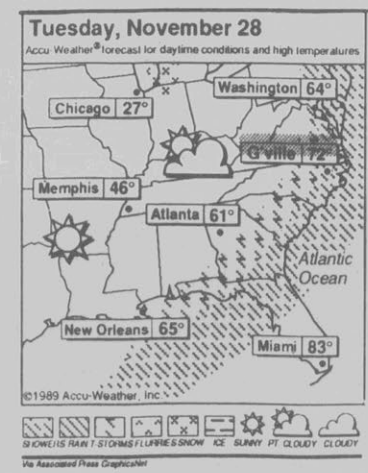 Tuesday, November 28
Accu-Weather® forecast for daytime conditions and high temperatures
Washington 64°
Chicago 27°
G'ville 72°
Memphis 46°
Atlanta 61°
Atlantic
Ocean
New Orleans 65°
Miami 83°
©1989 Accu-Weather, Inc.
SHOWERS RAIN T-STORMS FLURRIES SNOW ICE SUNNY PT CLOUDY CLOUDY
Via Associated Press GraphicsNet